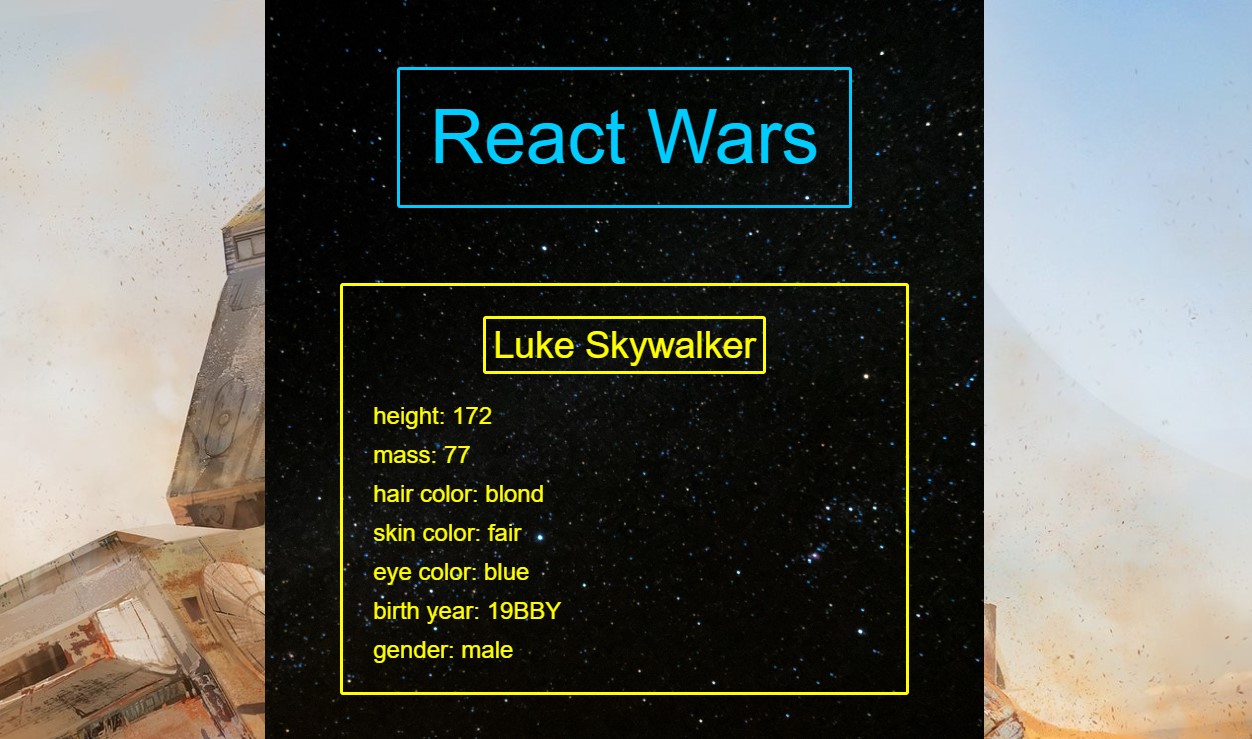 React Wars
Luke Skywalker
height: 172
mass: 77
hair color: blond
skin color: fair
eye color: blue
birth year: 19BBY
gender: male